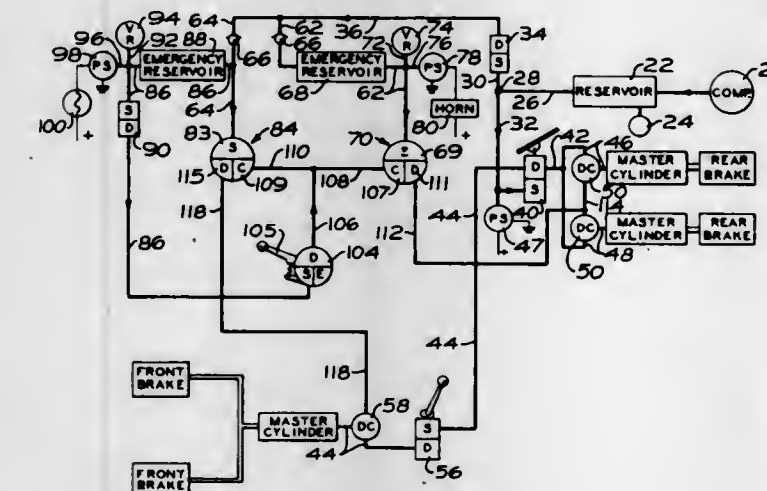 64
62
36
94
V
R
74
V
R
34
D
S
98
96
92
88
66
66
72
76
78
PS
EMERGENCY
RESERVOIR
EMERGENCY
RESERVOIR
PS
30
28
22
86
86
68
62
26
RESERVOIR
COMP.
64
HORN
80
24
100
+
+
32
S
D
90
83
S
84
70
69
42
46
D
S
DC
MASTER
CYLINDER
REAR
BRAKE
110
D
C
115
109
108
C
D
107
111
40
44
PS
47
+
118
106
112
DC
MASTER
CYLINDER
REAR
BRAKE
50
48
105
D
S
E
104
86
44
118
FRONT
BRAKE
58
DC
MASTER
CYLINDER
44
S
D
56
FRONT
BRAKE